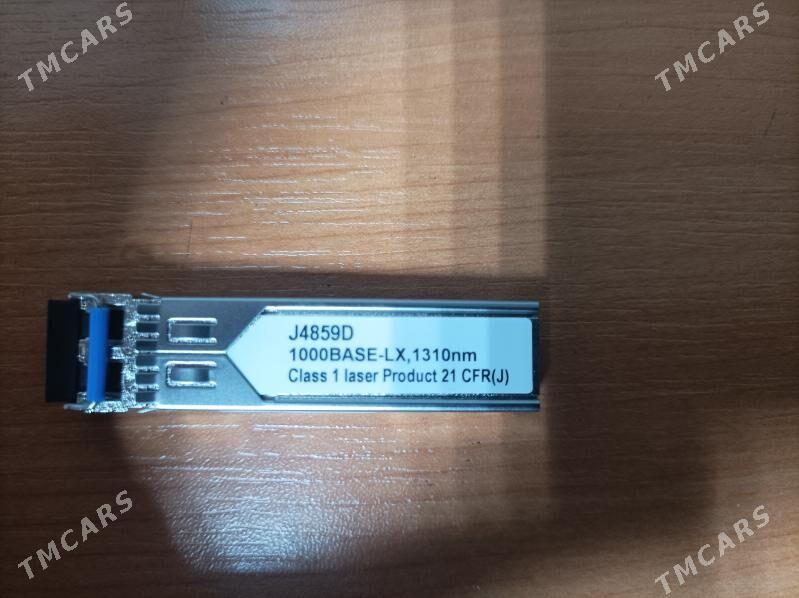 TMCARS
TMCARS
J4859D
1000BASE-LX,1310nm
Class 1 laser Product 21 CFR(J)
TMCARS
TMCARS